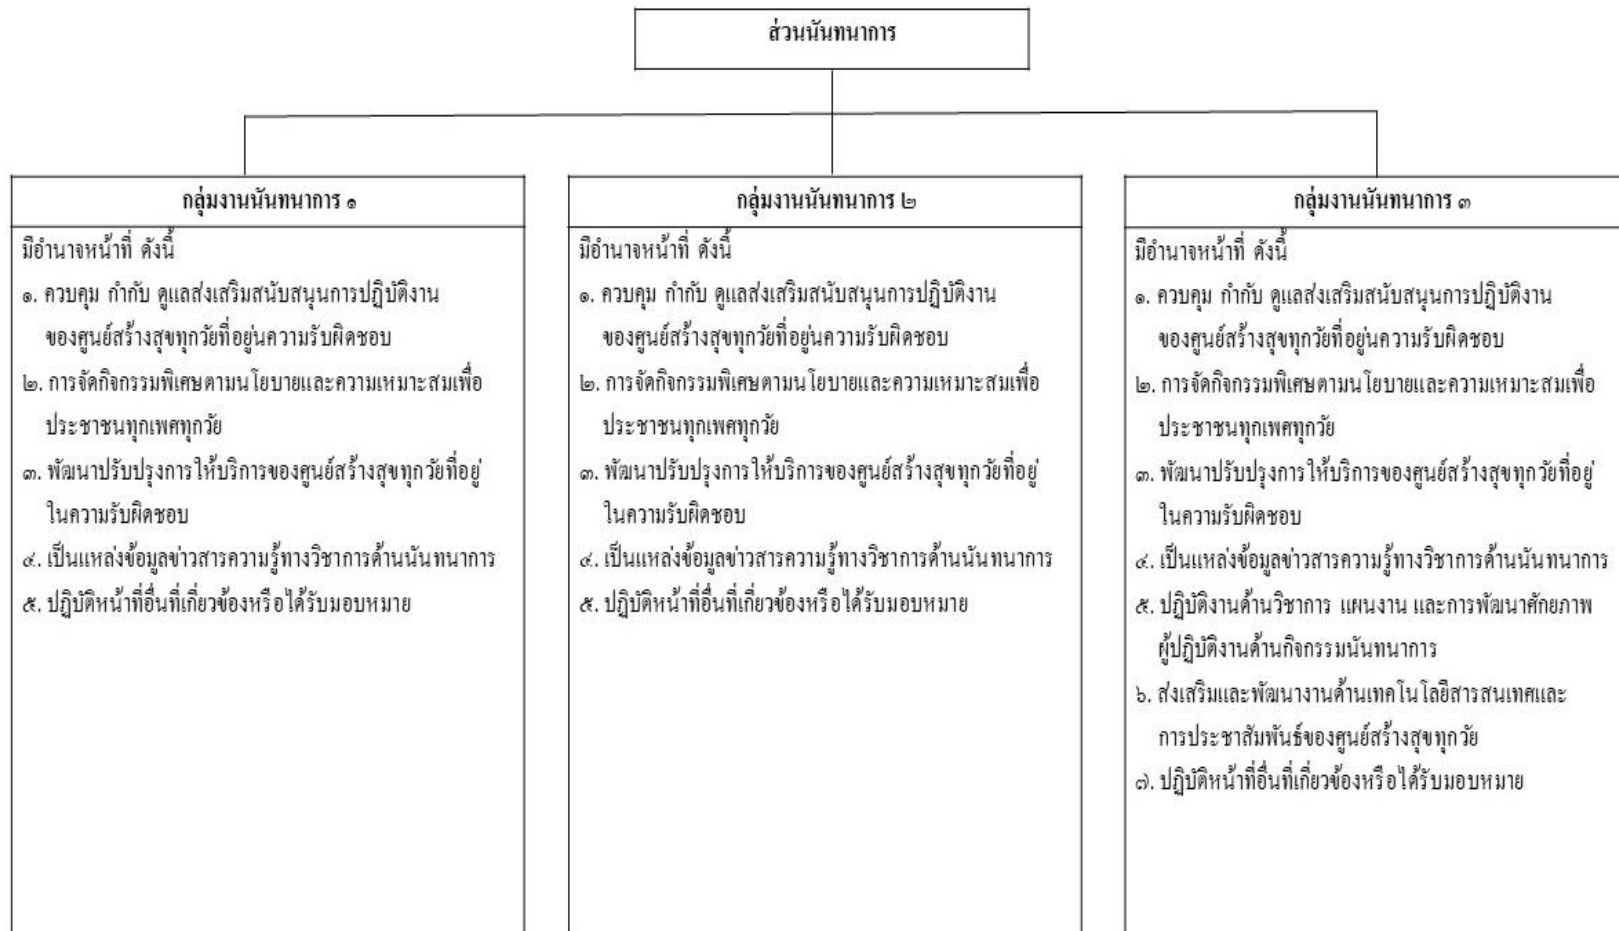 ส่วนนันทนาการ
กลุ่มงานนันทนาการ ๑
มีอำนาจหน้าที่ ดังนี้
๑. ควบคุม กำกับ ดูแลส่งเสริมสนับสนุนการปฏิบัติงาน
ของศูนย์สร้างสุขทุกวัยที่อยู่นความรับผิดชอบ
๒. การจัดกิจกรรมพิเศษตามนโยบายและความเหมาะสมเพื่อ
ประชาชนทุกเพศทุกวัย
๓. พัฒนาปรับปรุงการให้บริการของศูนย์สร้างสุขทุกวัยที่อยู่
ในความรับผิดชอบ
๔. เป็นแหล่งข้อมูลข่าวสารความรู้ทางวิชาการด้านนันทนาการ
๕. ปฏิบัติหน้าที่อื่นที่เกี่ยวข้องหรือได้รับมอบหมาย
กลุ่มงานนันทนาการ ๒
มีอำนาจหน้าที่ ดังนี้
๑. ควบคุม กำกับ ดูแลส่งเสริมสนับสนุนการปฏิบัติงาน
ของศูนย์สร้างสุขทุกวัยที่อยู่นความรับผิดชอบ
๒. การจัดกิจกรรมพิเศษตามนโยบายและความเหมาะสมเพื่อ
ประชาชนทุกเพศทุกวัย
๓. พัฒนาปรับปรุงการให้บริการของศูนย์สร้างสุขทุกวัยที่อยู่
ในความรับผิดชอบ
๔. เป็นแหล่งข้อมูลข่าวสารความรู้ทางวิชาการด้านนันทนาการ
๕. ปฏิบัติหน้าที่อื่นที่เกี่ยวข้องหรือได้รับมอบหมาย
กลุ่มงานนันทนาการ ๓
มีอำนาจหน้าที่ ดังนี้
๑. ควบคุม กำกับ ดูแลส่งเสริมสนับสนุนการปฏิบัติงาน
ของศูนย์สร้างสุขทุกวัยที่อยู่นความรับผิดชอบ
๒. การจัดกิจกรรมพิเศษตามนโยบายและความเหมาะสมเพื่อ
ประชาชนทุกเพศทุกวัย
๓. พัฒนาปรับปรุงการให้บริการของศูนย์สร้างสุขทุกวัยที่อยู่
ในความรับผิดชอบ
๔. เป็นแหล่งข้อมูลข่าวสารความรู้ทางวิชาการด้านนันทนาการ
๕. ปฏิบัติงานด้านวิชาการ แผนงาน และการพัฒนาศักยภาพ
ผู้ปฏิบัติงานด้านกิจกรรมนันทนาการ
๖. ส่งเสริมและพัฒนางานด้านเทคโนโลยีสารสนเทศและ
การประชาสัมพันธ์ของศูนย์สร้างสุขทุกวัย
๗. ปฏิบัติหน้าที่อื่นที่เกี่ยวข้องหรือได้รับมอบหมาย